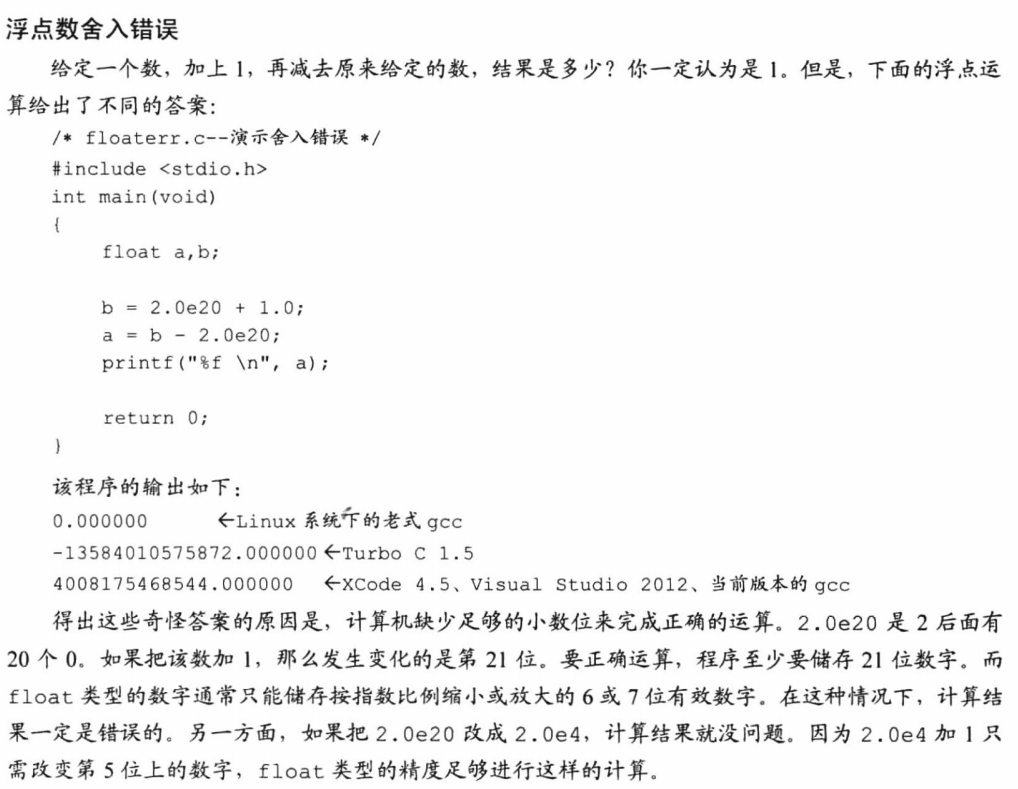 浮点数舍入错误
给定一个数，加上 1，再减去原来给定的数，结果是多少？你一定认为是 1。但是，下面的浮点运
算给出了不同的答案：
/* floaterr.c--演示舍入错误 */
#include <stdio.h>
int main(void)
{
float a,b;
b = 2.0e20 + 1.0;
a = b - 2.0e20;
printf("%f \n", a);
return 0;
}
该程序的输出如下：
0.000000 ←Linux 系统下的老式 gcc
-13584010575872.000000 ←Turbo C 1.5
4008175468544.000000 ←XCode 4.5、Visual Studio 2012、当前版本的 gcc
得出这些奇怪答案的原因是，计算机缺少足够的小数位来完成正确的运算。2.0e20 是 2 后面有
20 个 0。如果把该数加 1，那么发生变化的是第 21 位。要正确运算，程序至少要储存 21 位数字。而
float 类型的数字通常只能储存按指数比例缩小或放大的 6 或 7 位有效数字。在这种情况下，计算结
果一定是错误的。另一方面，如果把 2.0e20 改成 2.0e4，计算结果就没问题。因为 2.0e4 加 1 只
需改变第 5 位上的数字，float 类型的精度足够进行这样的计算。